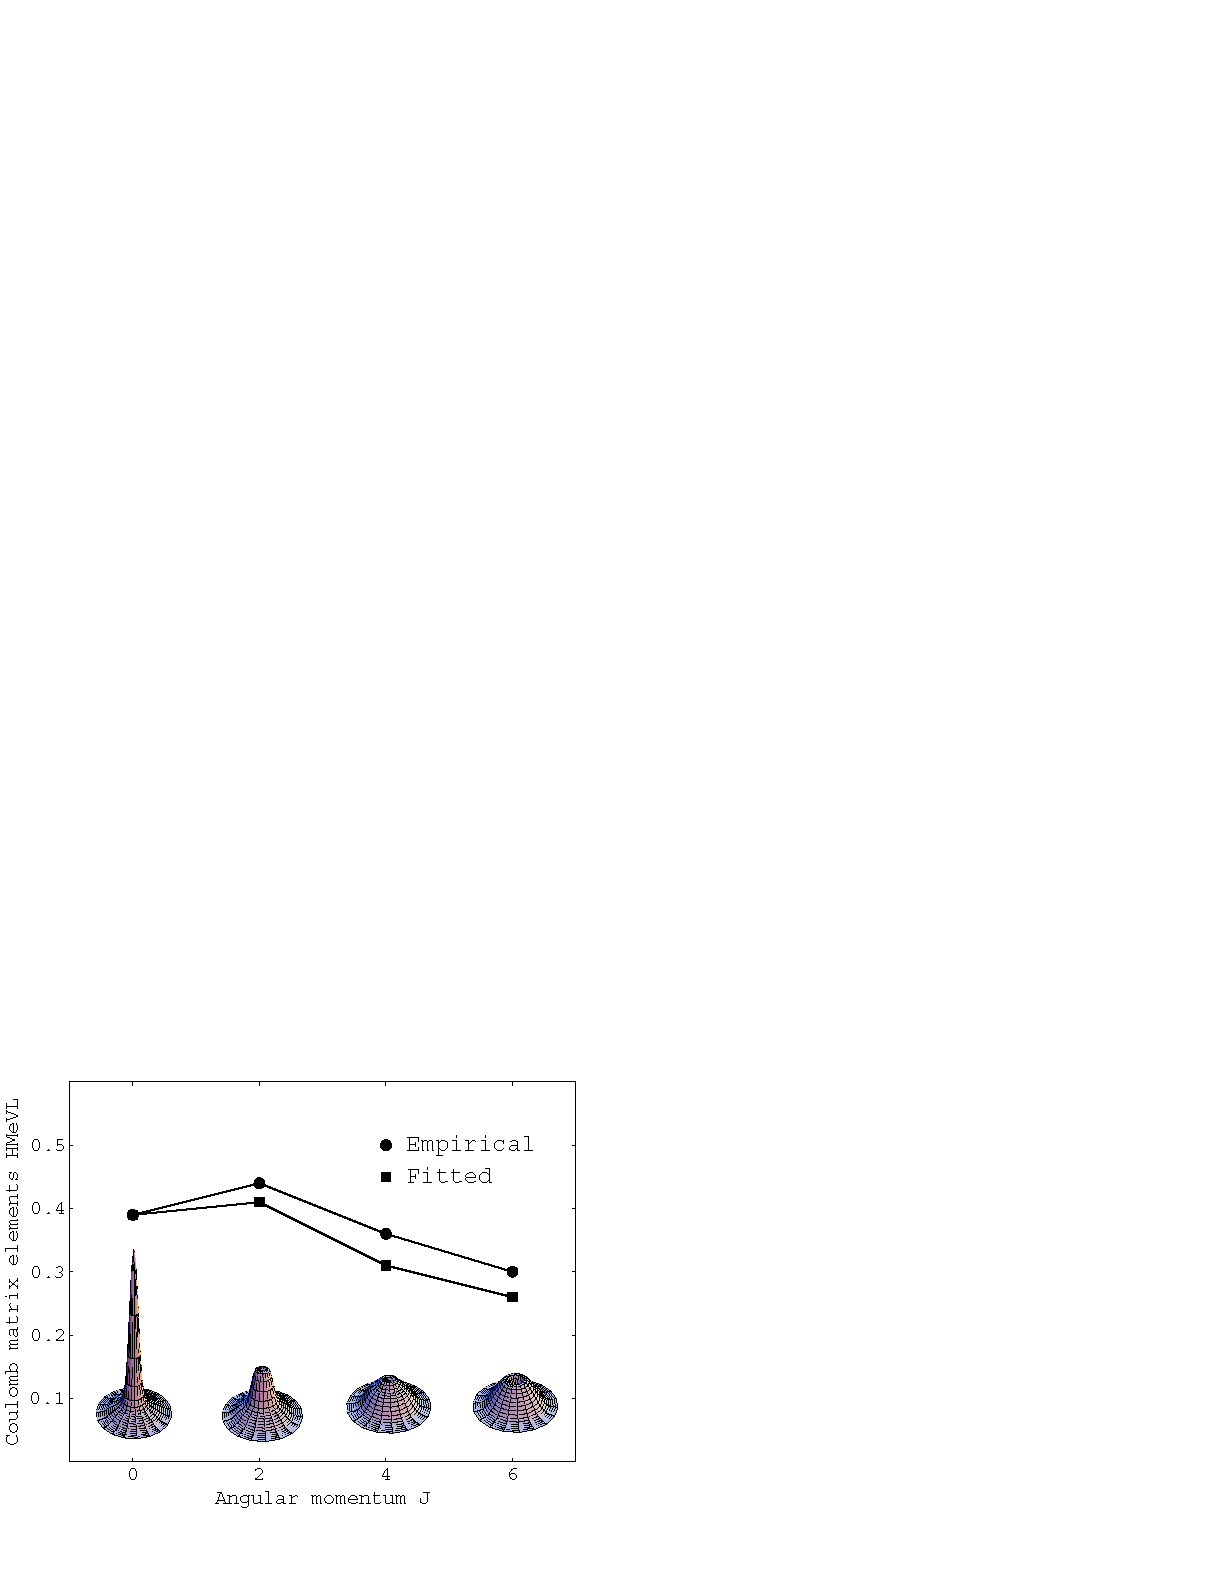 Coulomb matrix elements HMeVL
0.5
0.4
0.3
0.2
0.1
Empirical
Fitted
0 2 4 6
Angular momentum J